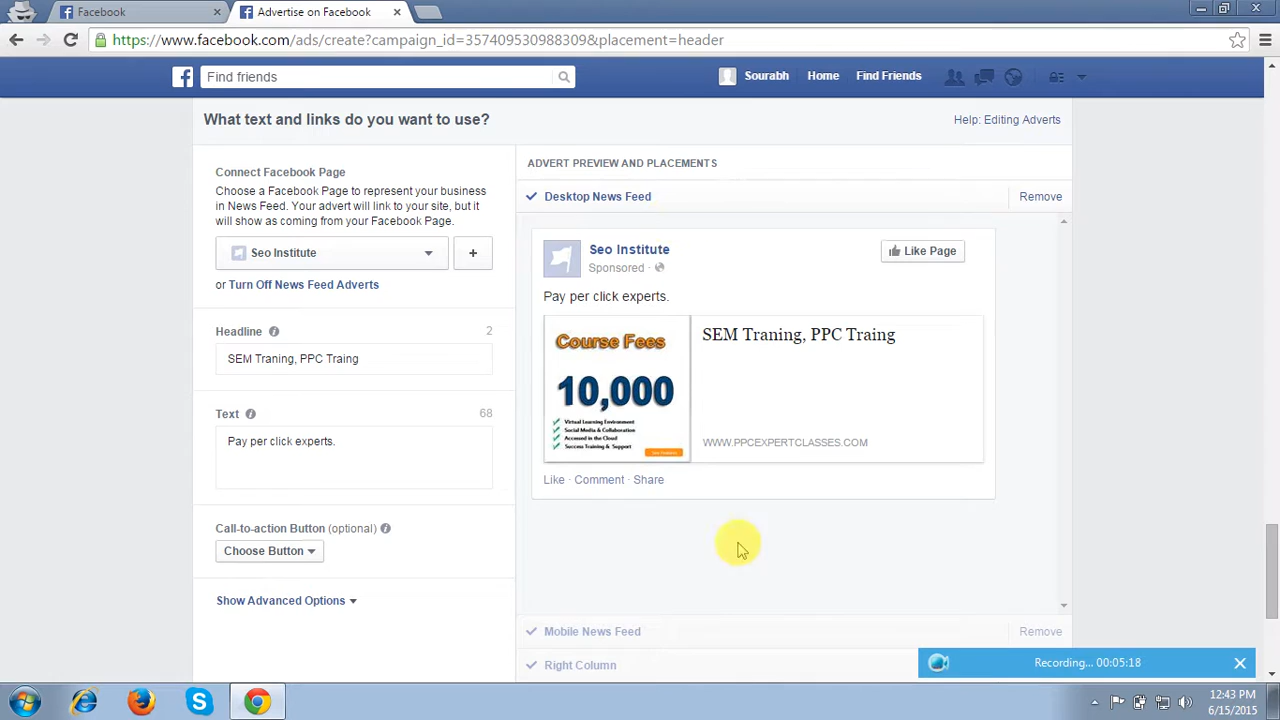 Facebook
Advertise on Facebook
https://www.facebook.com/ads/create?campaign_id=357409530988309&placement=header
Find friends
Sourabh
Home
Find Friends
What text and links do you want to use?
Help: Editing Adverts
Connect Facebook Page
Choose a Facebook Page to represent your business
in News Feed. Your advert will link to your site, but it
will show as coming from your Facebook Page.
Seo Institute
+
or Turn Off News Feed Adverts
Headline
2
SEM Traning, PPC Traing
Text
68
Pay per click experts.
Call-to-action Button (optional)
Choose Button
Show Advanced Options
ADVERT PREVIEW AND PLACEMENTS
Desktop News Feed
Remove
Seo Institute
Sponsored ·
Like Page
Pay per click experts.
Course Fees
10,000
Virtual Learning Environment
Social Media & Collaboration
Accessed in the Cloud
Success Training & Support
SEM Traning, PPC Traing
WWW.PPCEXPERTCLASSES.COM
Like · Comment · Share
Mobile News Feed
Remove
Right Column
Recording... 00:05:18
12:43 PM
6/15/2015